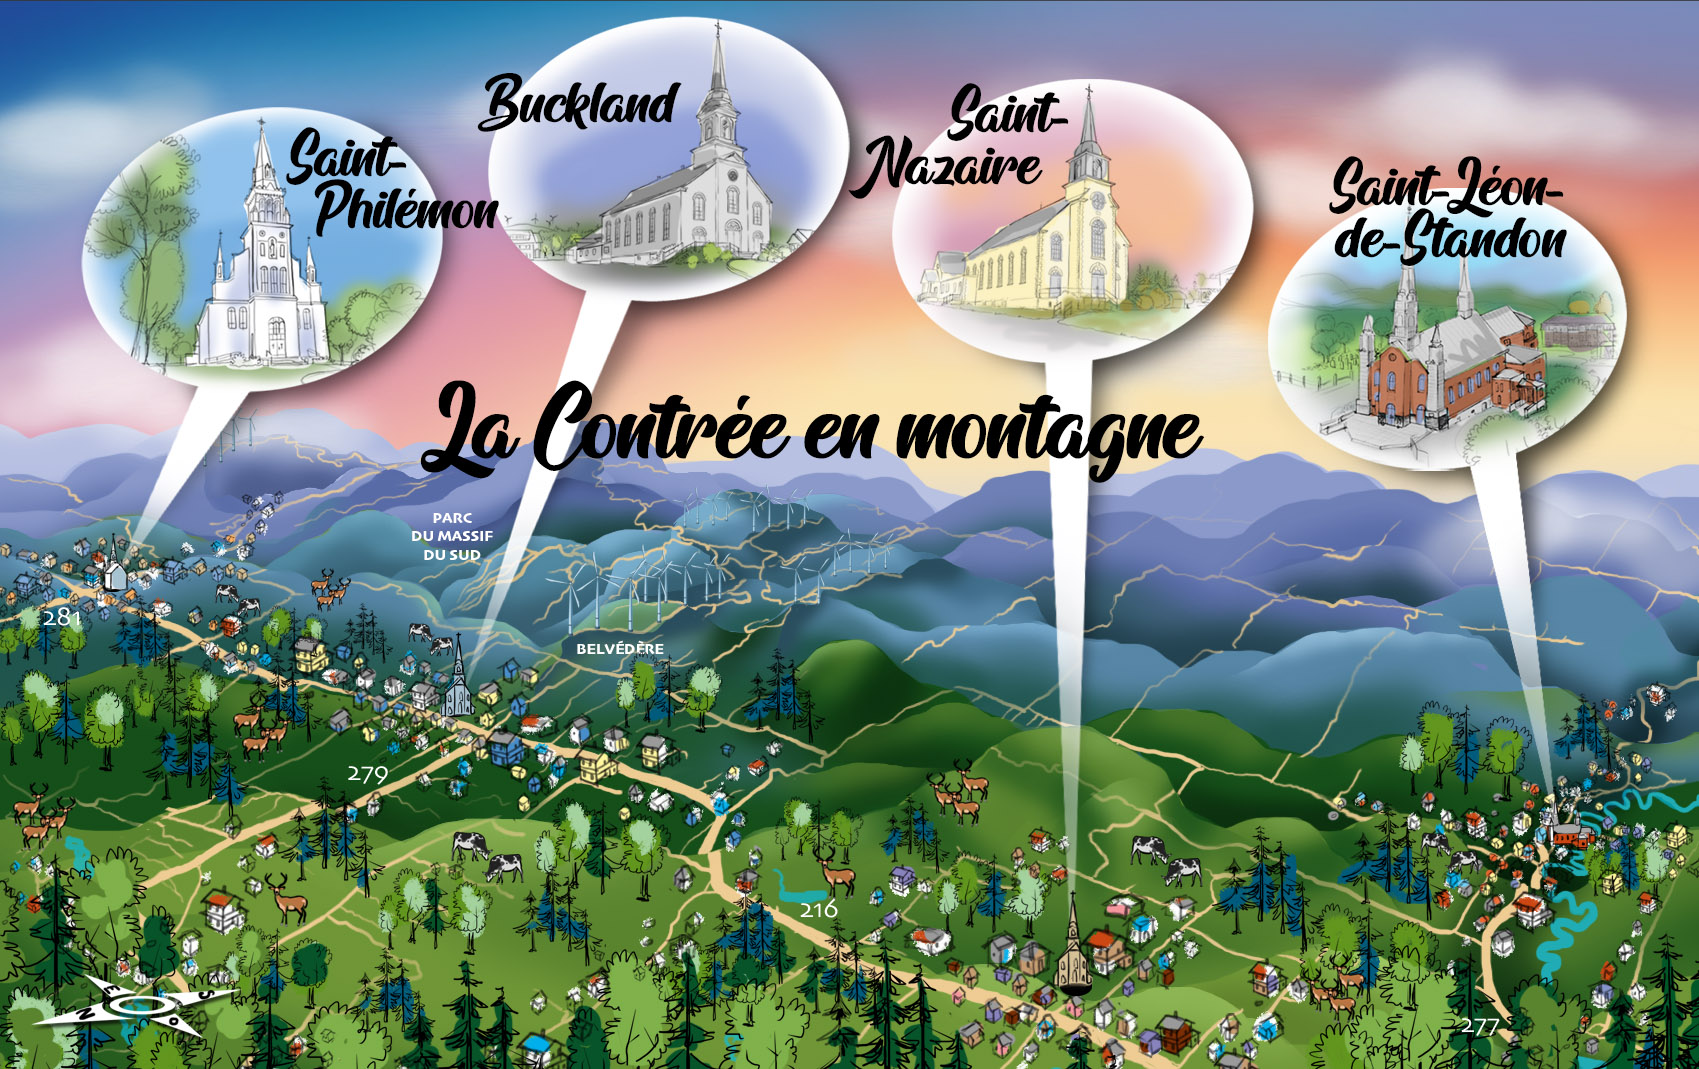 Buckland
Saint-
Nazaire
Saint-
Philémon
Saint-Léon-
de-Standon
La Contrée en montagne
PARC
DU MASSIF
DU SUD
281
BELVÉDÈRE
279
216
277
E
S
N
O